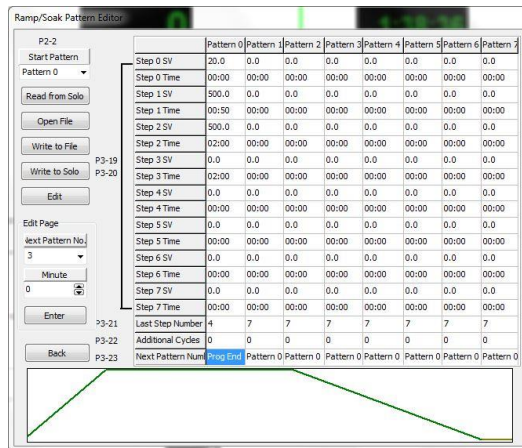 Ramp/Soak Pattern Editor
P2-2
Start Pattern
Pattern 0
Read from Solo
Open File
Write to File
Write to Solo
Edit
Edit Page
Next Pattern No.
3
Minute
0
Enter
Back
P3-19
P3-20
P3-21
P3-22
P3-23
Pattern 0 Pattern 1 Pattern 2 Pattern 3 Pattern 4 Pattern 5 Pattern 6 Pattern 7
Step 0 SV 20.0 0.0 0.0 0.0 0.0 0.0 0.0 0.0
Step 0 Time 00:00 00:00 00:00 00:00 00:00 00:00 00:00 00:00
Step 1 SV 500.0 0.0 0.0 0.0 0.0 0.0 0.0 0.0
Step 1 Time 00:50 00:00 00:00 00:00 00:00 00:00 00:00 00:00
Step 2 SV 500.0 0.0 0.0 0.0 0.0 0.0 0.0 0.0
Step 2 Time 02:00 00:00 00:00 00:00 00:00 00:00 00:00 00:00
Step 3 SV 0.0 0.0 0.0 0.0 0.0 0.0 0.0 0.0
Step 3 Time 02:00 00:00 00:00 00:00 00:00 00:00 00:00 00:00
Step 4 SV 0.0 0.0 0.0 0.0 0.0 0.0 0.0 0.0
Step 4 Time 00:00 00:00 00:00 00:00 00:00 00:00 00:00 00:00
Step 5 SV 0.0 0.0 0.0 0.0 0.0 0.0 0.0 0.0
Step 5 Time 00:00 00:00 00:00 00:00 00:00 00:00 00:00 00:00
Step 6 SV 0.0 0.0 0.0 0.0 0.0 0.0 0.0 0.0
Step 6 Time 00:00 00:00 00:00 00:00 00:00 00:00 00:00 00:00
Step 7 SV 0.0 0.0 0.0 0.0 0.0 0.0 0.0 0.0
Step 7 Time 00:00 00:00 00:00 00:00 00:00 00:00 00:00 00:00
Last Step Number 4 7 7 7 7 7 7 7
Additional Cycles 0 0 0 0 0 0 0 0
Next Pattern Num Prog End Pattern 0 Pattern 0 Pattern 0 Pattern 0 Pattern 0 Pattern 0 Pattern 0